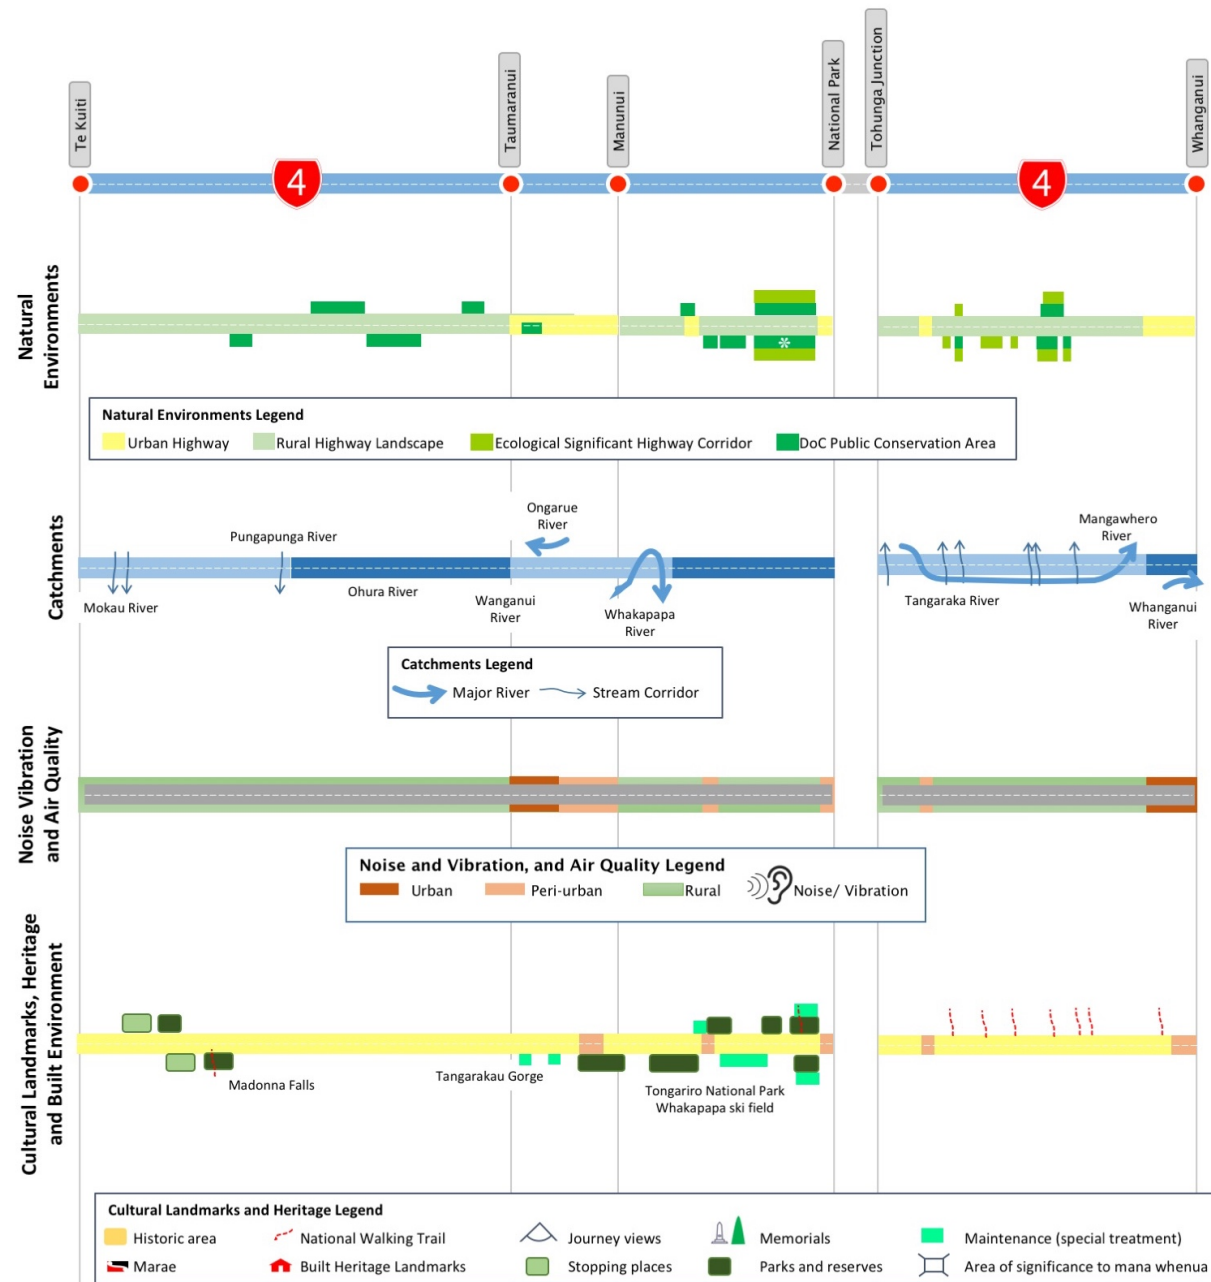 Te Kuiti
Taumaranui
Manunui
National Park
Tohunga Junction
Whanganui
4
4
Natural
Environments
Natural Environments Legend
Urban Highway
Rural Highway Landscape
Ecological Significant Highway Corridor
DoC Public Conservation Area
Catchments
Pungapunga River
Ongarue
River
Mangawhero
River
Mokau River
Ohura River
Wanganui
River
Whakapapa
River
Tangaraka River
Whanganui
River
Catchments Legend
Major River
Stream Corridor
Noise Vibration
and Air Quality
Noise and Vibration, and Air Quality Legend
Urban
Peri-urban
Rural
Noise/ Vibration
Cultural Landmarks, Heritage
and Built Environment
Madonna Falls
Tangarakau Gorge
Tongariro National Park
Whakapapa ski field
Cultural Landmarks and Heritage Legend
Historic area
National Walking Trail
Journey views
Memorials
Maintenance (special treatment)
Marae
Built Heritage Landmarks
Stopping places
Parks and reserves
Area of significance to mana whenua